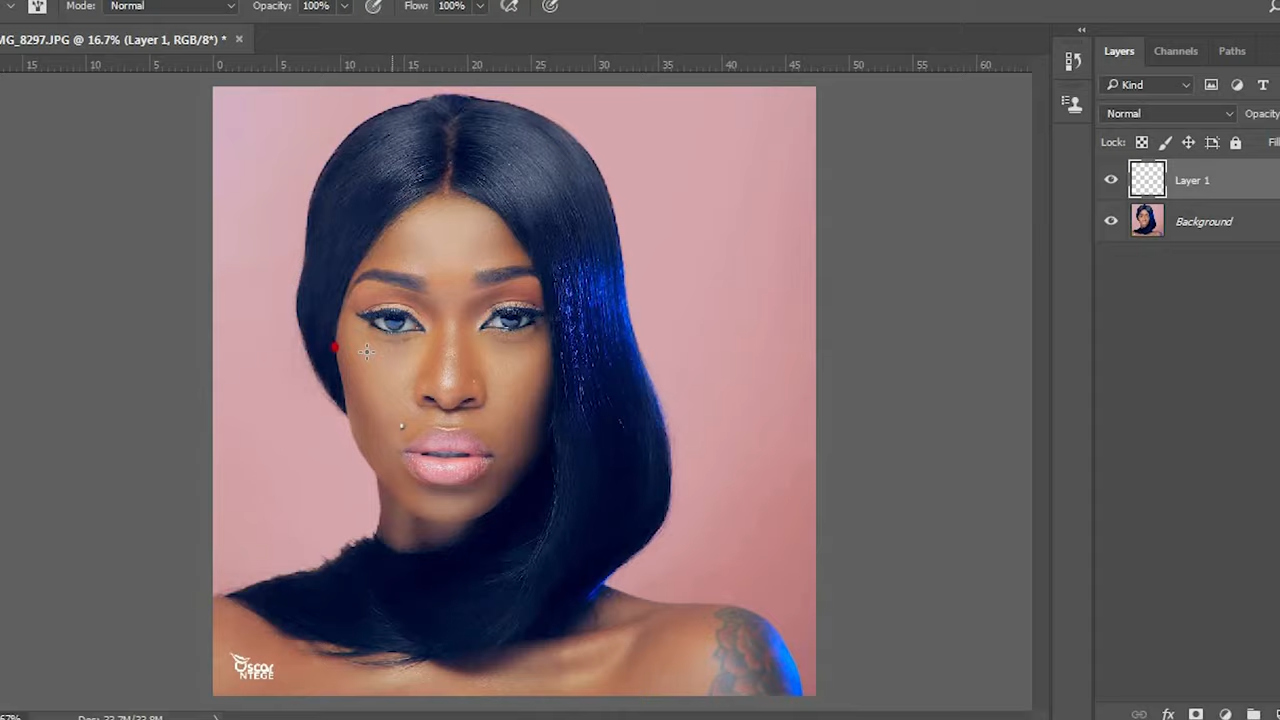 Mode: Normal Opacity: 100% Flow: 100%
MG_8297.JPG @ 16.7% (Layer 1, RGB/8*) * ×
15 10 5 0 5 10 15 20 25 30 35 40 45 50 55 60
Layers Channels Paths
Kind
Normal Opacity
Lock:
Layer 1
Background
fx
Oscar
NTEGE